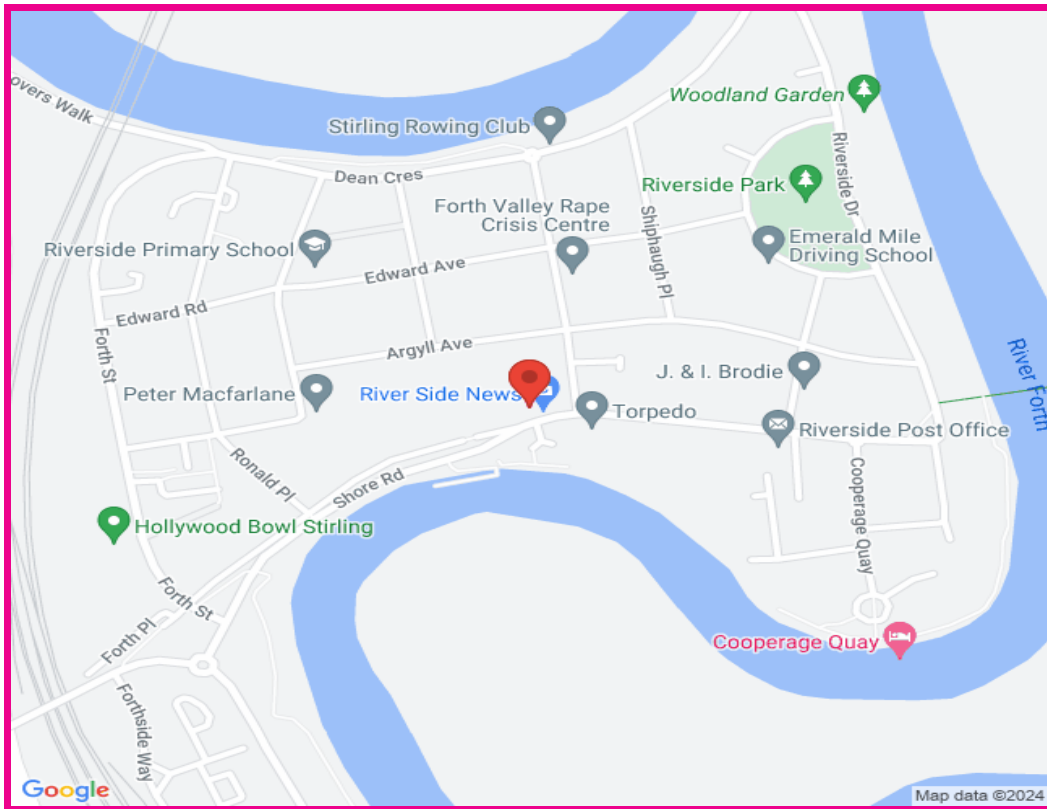 overs Walk
Woodland Garden
Stirling Rowing Club
Riverside Dr
Dean Cres
Riverside Park
Forth Valley Rape
Crisis Centre
Shiphaugh Pl
Emerald Mile
Driving School
Riverside Primary School
Edward Ave
Edward Rd
Forth St
Argyll Ave
River Forth
J. & I. Brodie
Peter Macfarlane
River Side News
Torpedo
Riverside Post Office
Ronald Pl
Shore Rd
Cooperage Quay
Hollywood Bowl Stirling
Forth St
Forth Pl
Cooperage Quay
Forthside Way
Google
Map data ©2024